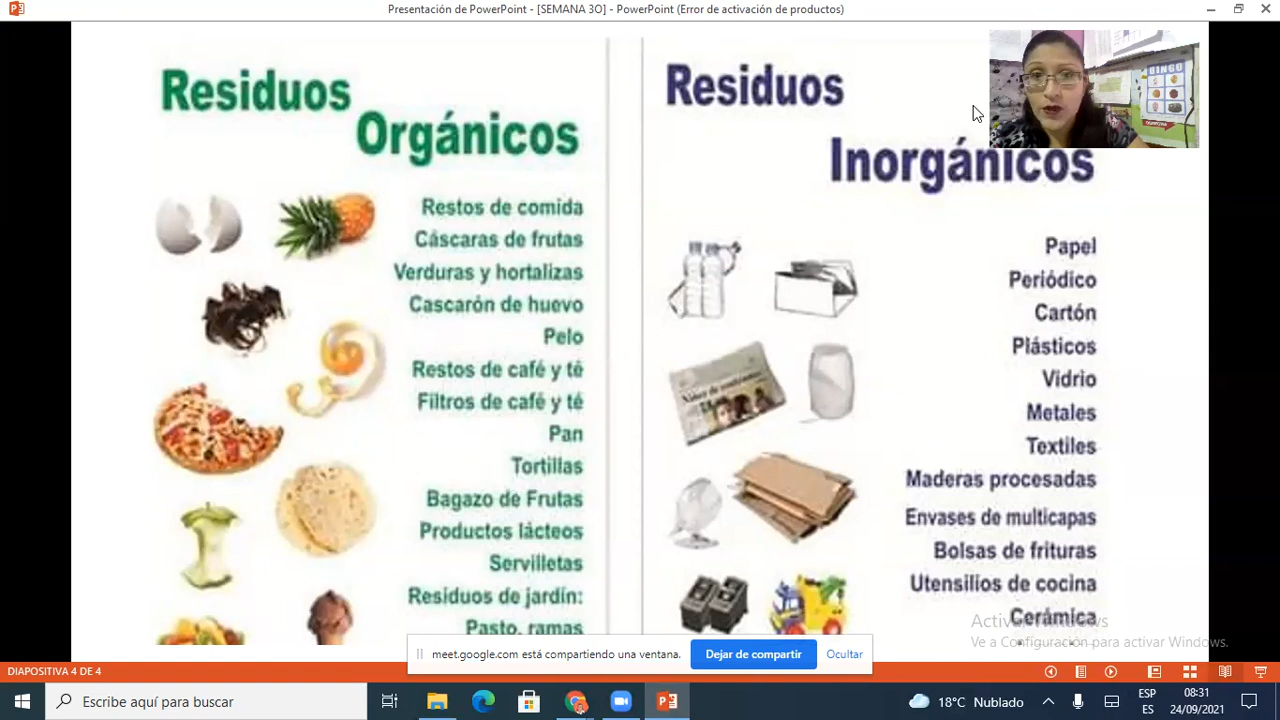 Presentación de PowerPoint - [SEMANA 3O] - PowerPoint (Error de activación de productos)
Residuos
Orgánicos
Restos de comida
Cáscaras de frutas
Verduras y hortalizas
Cascarón de huevo
Pelo
Restos de café y té
Filtros de café y té
Pan
Tortillas
Bagazo de Frutas
Productos lácteos
Servilletas
Residuos de jardín:
Pasto, ramas
Residuos
Inorgánicos
BINGO
Papel
Periódico
Cartón
Plásticos
Vidrio
Metales
Textiles
Maderas procesadas
Envases de multicapas
Bolsas de frituras
Utensilios de cocina
Cerámica
Activar Windows
Ve a Configuración para activar Windows.
meet.google.com está compartiendo una ventana.
Dejar de compartir
Ocultar
DIAPOSITIVA 4 DE 4
Escribe aquí para buscar
18°C Nublado
ESP
ES
08:31
24/09/2021